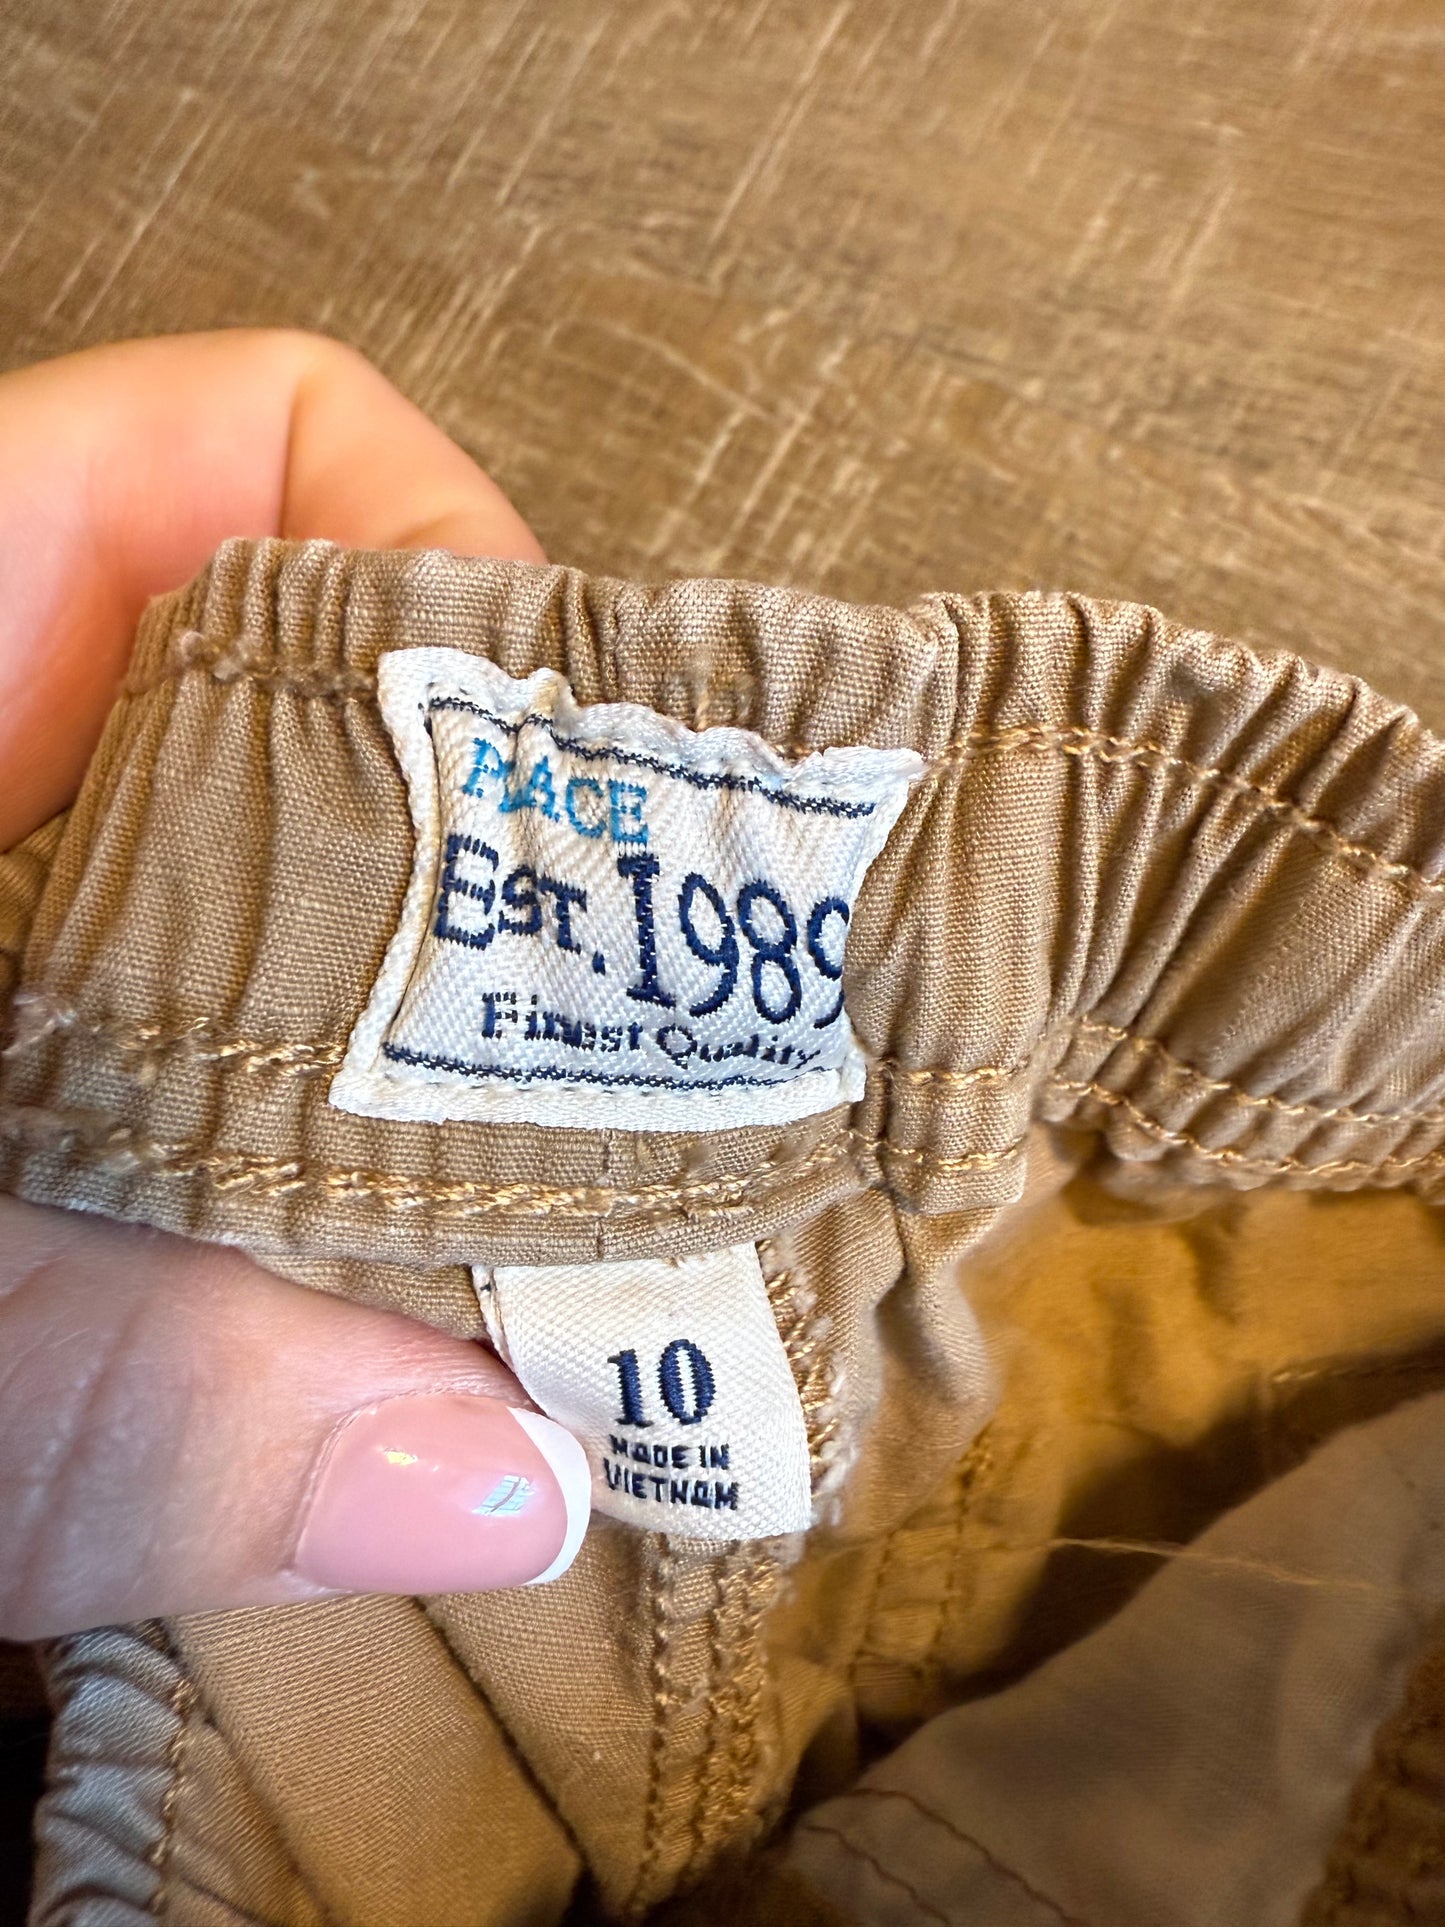 PLACE
EST. 1989
Finest Quality
10
MADE IN
VIETNAM